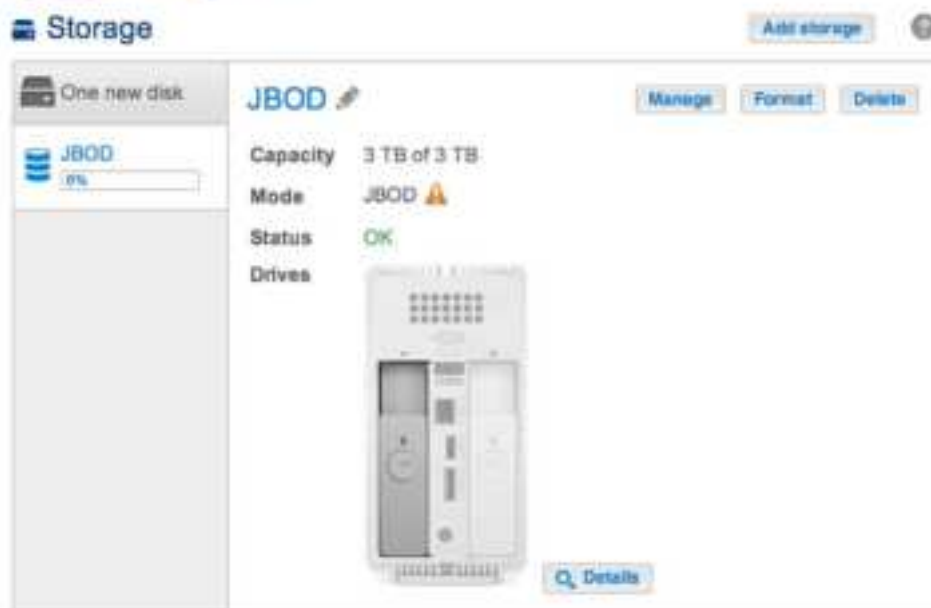 Storage
Add storage
One new disk
JBOD
0%
JBOD
Manage
Format
Delete
Capacity 3 TB of 3 TB
Mode JBOD
Status OK
Drives
Details